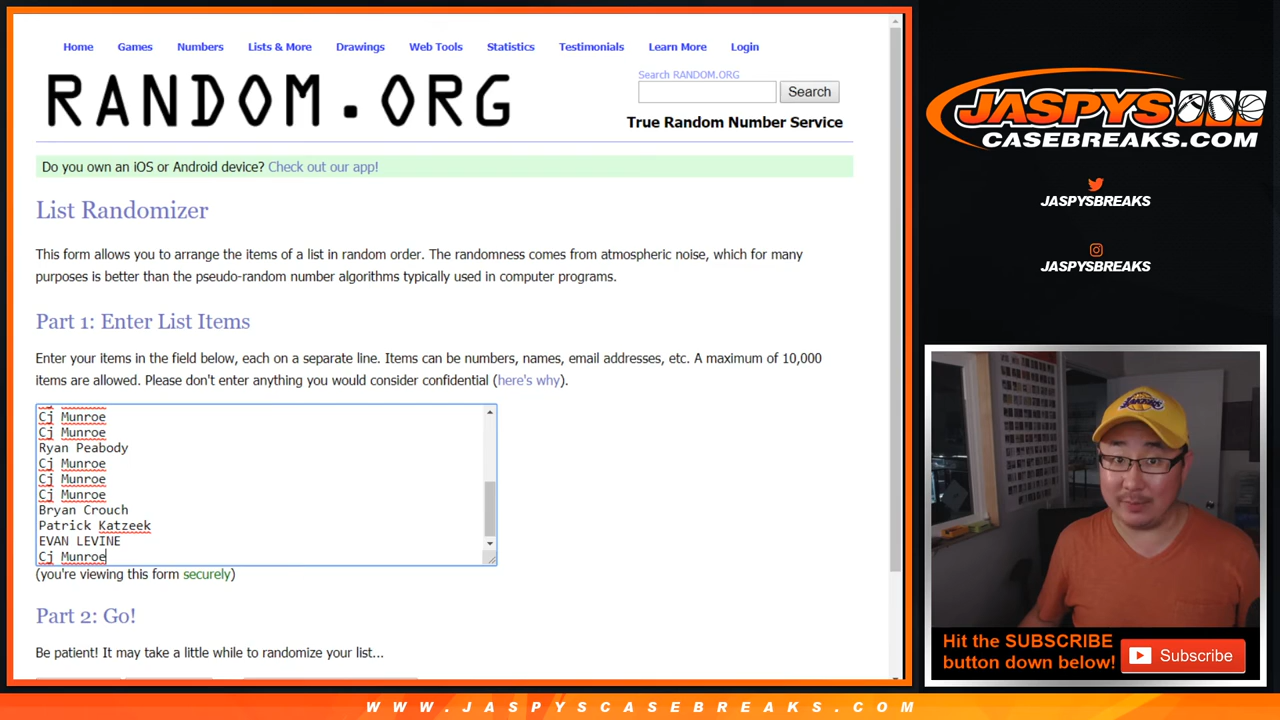 Home Games Numbers Lists & More Drawings Web Tools Statistics Testimonials Learn More Login
RANDOM.ORG
Search RANDOM.ORG
Search
True Random Number Service
Do you own an iOS or Android device? Check out our app!
List Randomizer
This form allows you to arrange the items of a list in random order. The randomness comes from atmospheric noise, which for many
purposes is better than the pseudo-random number algorithms typically used in computer programs.
Part 1: Enter List Items
Enter your items in the field below, each on a separate line. Items can be numbers, names, email addresses, etc. A maximum of 10,000
items are allowed. Please don't enter anything you would consider confidential (here's why).
Cj Munroe
Cj Munroe
Ryan Peabody
Cj Munroe
Cj Munroe
Cj Munroe
Bryan Crouch
Patrick Katzeek
EVAN LEVINE
Cj Munroe
(you're viewing this form securely)
Part 2: Go!
Be patient! It may take a little while to randomize your list...
JASPYS
CASEBREAKS.COM
JASPYSBREAKS
JASPYSBREAKS
LAKERS
Hit the SUBSCRIBE
button down below!
Subscribe
WWW.JASPYSCASEBREAKS.COM